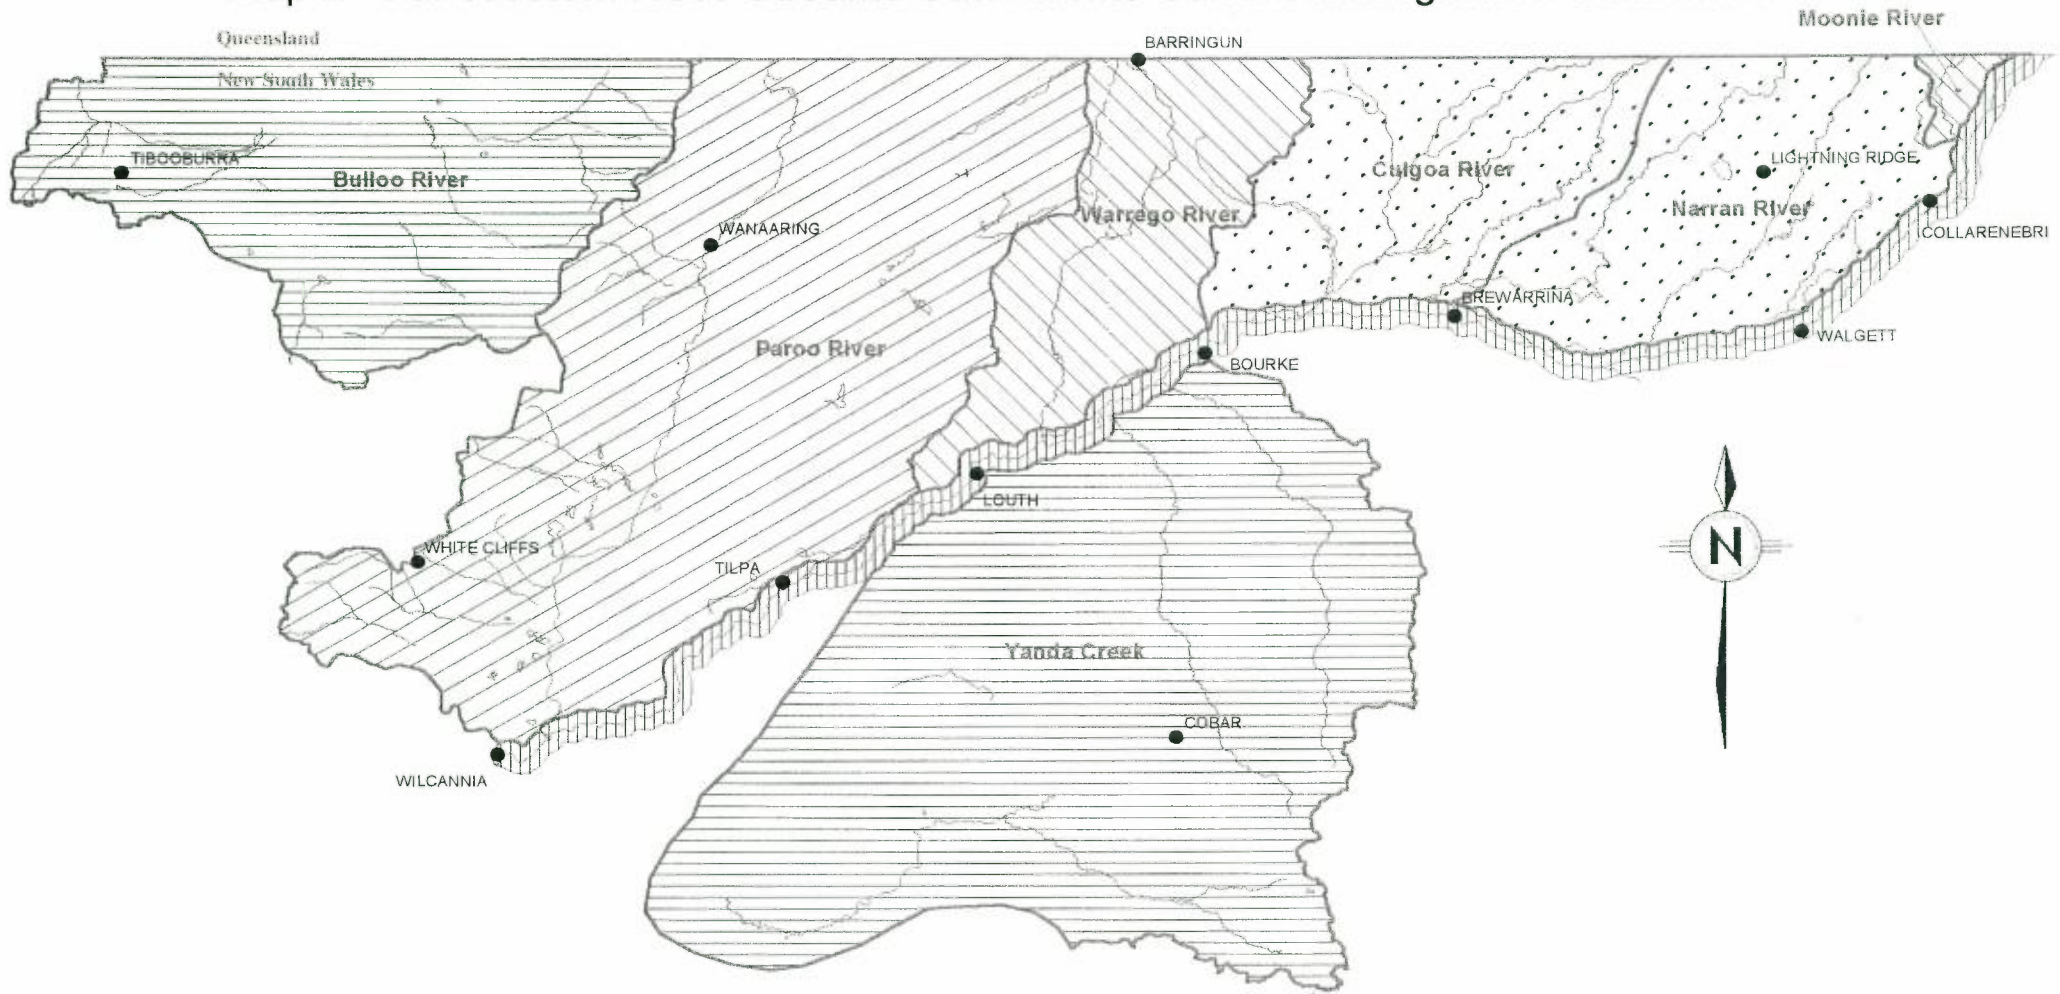 Moonie River
Queensland
BARRINGUN
New South Wales
TIBOOBURRA
LIGHTNING RIDGE
Culgoa River
Bulloo River
Narran River
Warrego River
WANAARING
COLLARENEBRI
BREWARRINA
WALGETT
Paroo River
BOURKE
LOUTH
WHITE CLIFFS
N
TILPA
Yanda Creek
COBAR
WILCANNIA